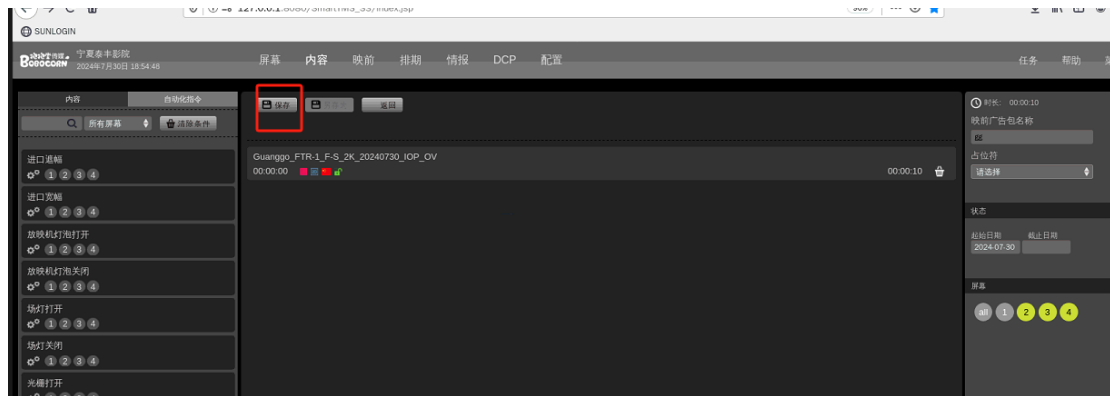 127.0.0.1:8080/SmartTMS_SS/index.jsp
90%
SUNLOGIN
BOBOCORN
宁夏泰丰影院
2024年7月30日 18:54:48
屏幕 内容 映前 排期 情报 DCP 配置
任务 帮助
内容 自动化指令
所有屏幕 清除条件
保存 返回
时长: 00:00:10
映前广告包名称
占位符
请选择
Guanggo_FTR-1_F-S_2K_20240730_IOP_OV
00:00:00 00:00:10
状态
起始日期 截止日期
2024-07-30
屏幕
all 1 2 3 4
进口遮幅
1 2 3 4
进口宽幅
1 2 3 4
放映机灯泡打开
1 2 3 4
放映机灯泡关闭
1 2 3 4
场灯打开
1 2 3 4
场灯关闭
1 2 3 4
光栅打开